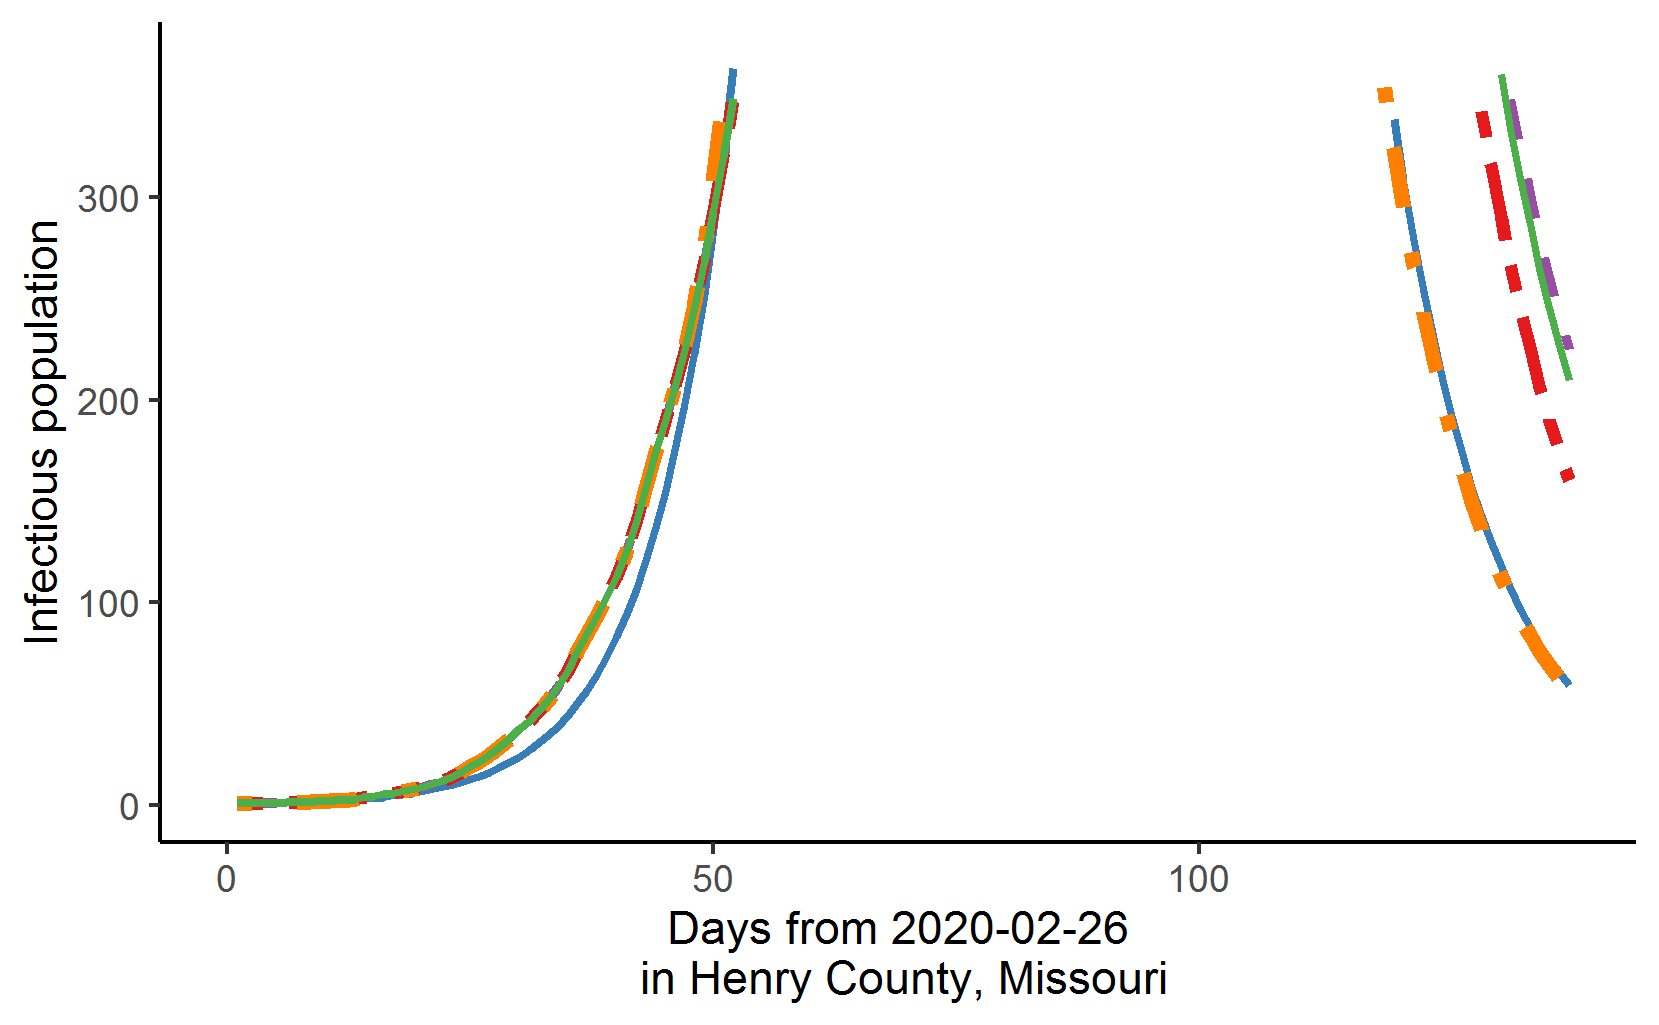 Infectious population
300
200
100
0
0 50 100
Days from 2020-02-26
in Henry County, Missouri